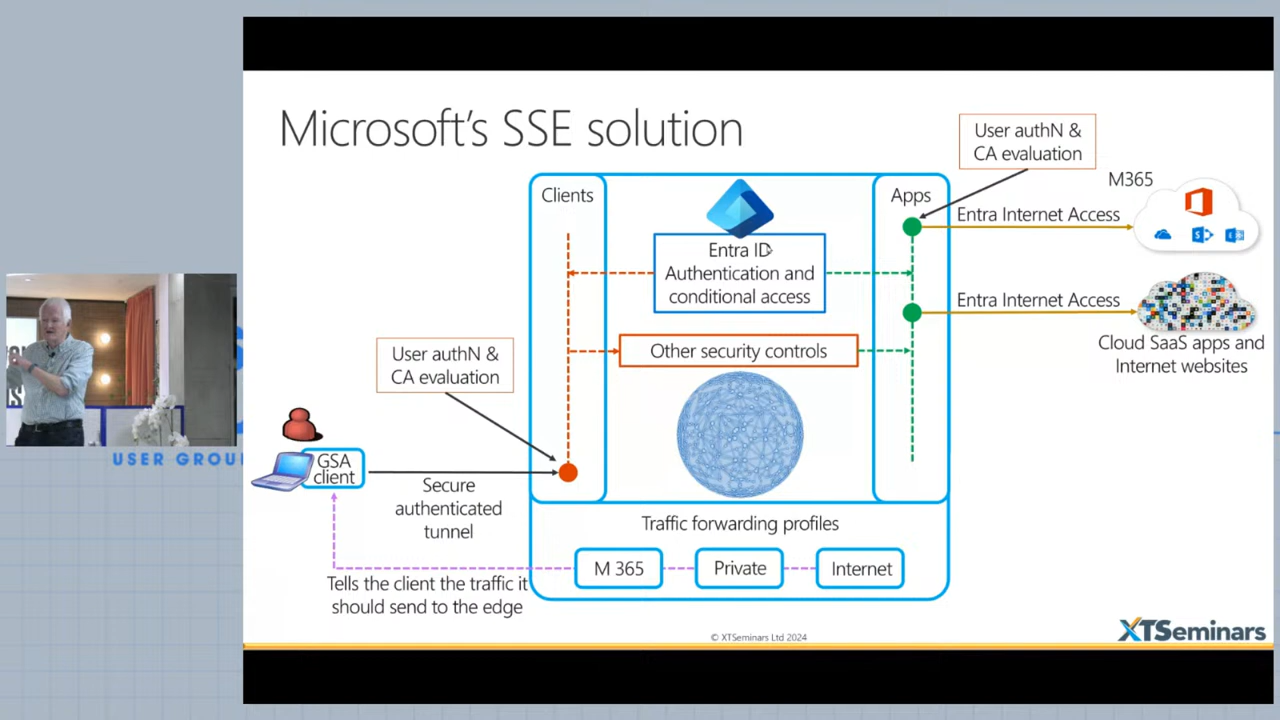 Microsoft's SSE solution
User authN &
CA evaluation
M365
Clients
Apps
Entra Internet Access
Entra ID
Authentication and
conditional access
Entra Internet Access
Other security controls
Cloud SaaS apps and
Internet websites
User authN &
CA evaluation
GSA
client
Secure
authenticated
tunnel
Traffic forwarding profiles
M 365
Private
Internet
Tells the client the traffic it
should send to the edge
© XTSeminars Ltd 2024
XTSeminars
USER GROU